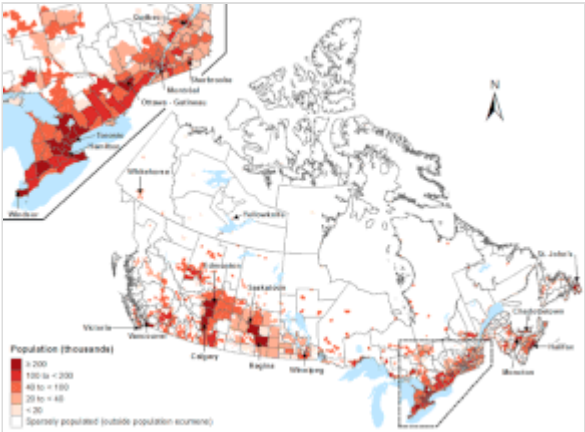 Québec
Sherbrooke
Montréal
Ottawa - Gatineau
Toronto
Hamilton
Windsor
N
Whitehorse
Yellowknife
St. John's
Edmonton
Saskatoon
Charlottetown
Victoria
Vancouver
Halifax
Calgary
Regina
Winnipeg
Moncton
Population (thousands)
≥ 200
100 to < 200
40 to < 100
20 to < 40
< 20
Sparsely populated (outside population ecumene)